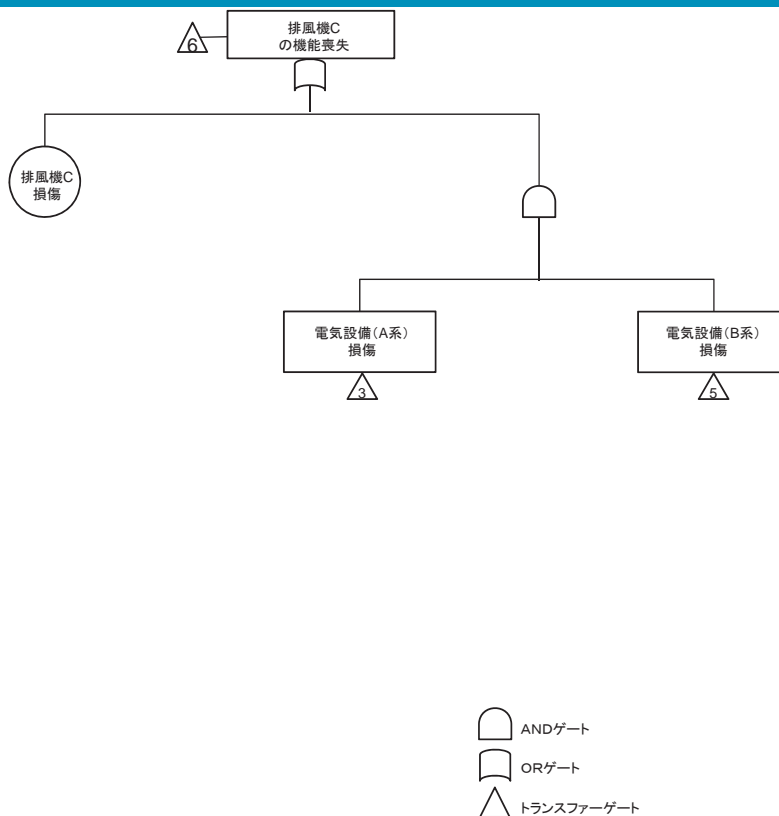 6
排風機C
の機能喪失
排風機C
損傷
電気設備（A系）
損傷
3
電気設備（B系）
損傷
5
ANDゲート
ORゲート
トランスファーゲート